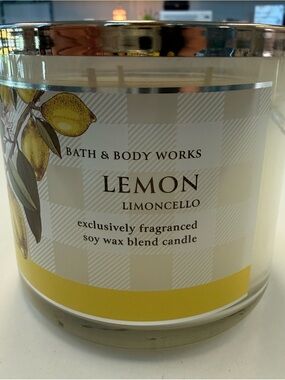 BATH & BODY WORKS
LEMON
LIMONCELLO
exclusively fragranced
soy wax blend candle